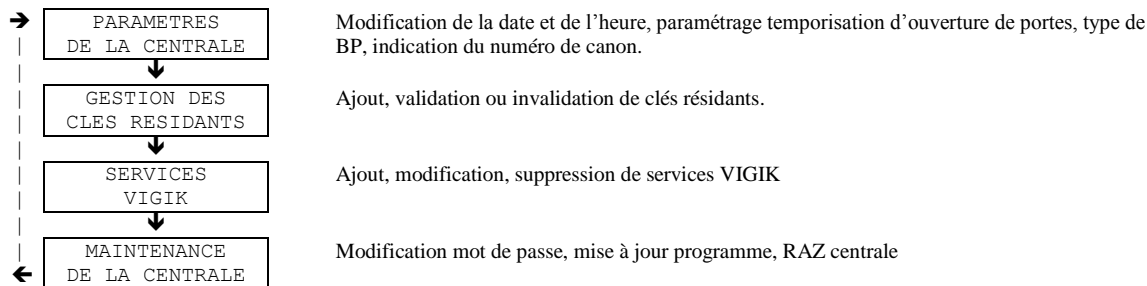 PARAMETRES
DE LA CENTRALE
Modification de la date et de l’heure, paramétrage temporisation d’ouverture de portes, type de
BP, indication du numéro de canon.
GESTION DES
CLES RESIDANTS
Ajout, validation ou invalidation de clés résidants.
SERVICES
VIGIK
Ajout, modification, suppression de services VIGIK
MAINTENANCE
DE LA CENTRALE
Modification mot de passe, mise à jour programme, RAZ centrale